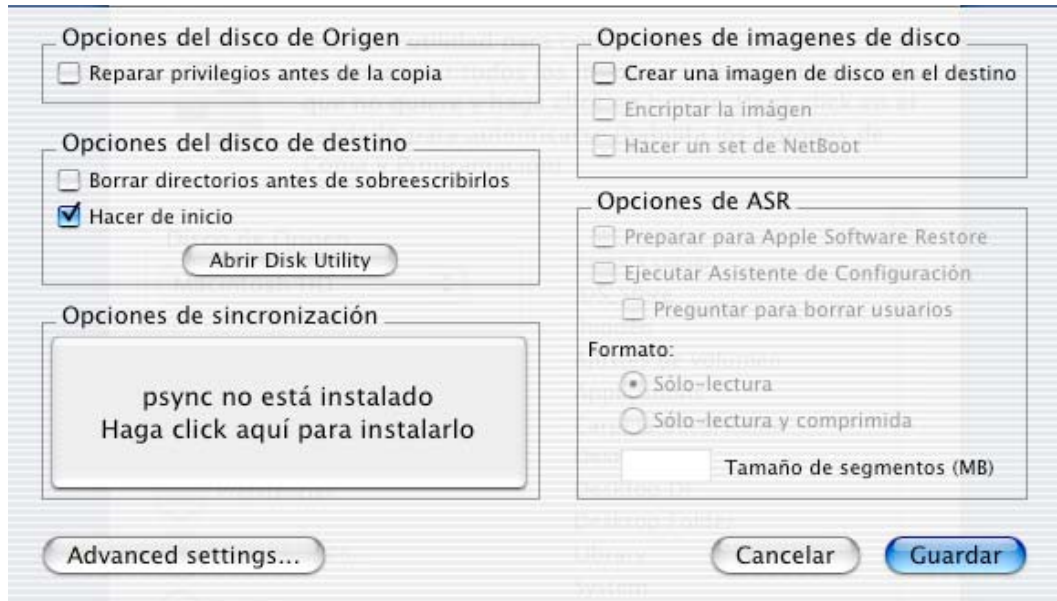 Opciones del disco de Origen
Reparar privilegios antes de la copia
Opciones del disco de destino
Borrar directorios antes de sobreescribirlos
Hacer de inicio
Abrir Disk Utility
Opciones de sincronización
psync no está instalado
Haga click aquí para instalarlo
Opciones de imagenes de disco
Crear una imagen de disco en el destino
Encriptar la imágen
Hacer un set de NetBoot
Opciones de ASR
Preparar para Apple Software Restore
Ejecutar Asistente de Configuración
Preguntar para borrar usuarios
Formato:
Sólo-lectura
Sólo-lectura y comprimida
Tamaño de segmentos (MB)
Advanced settings...
Cancelar
Guardar